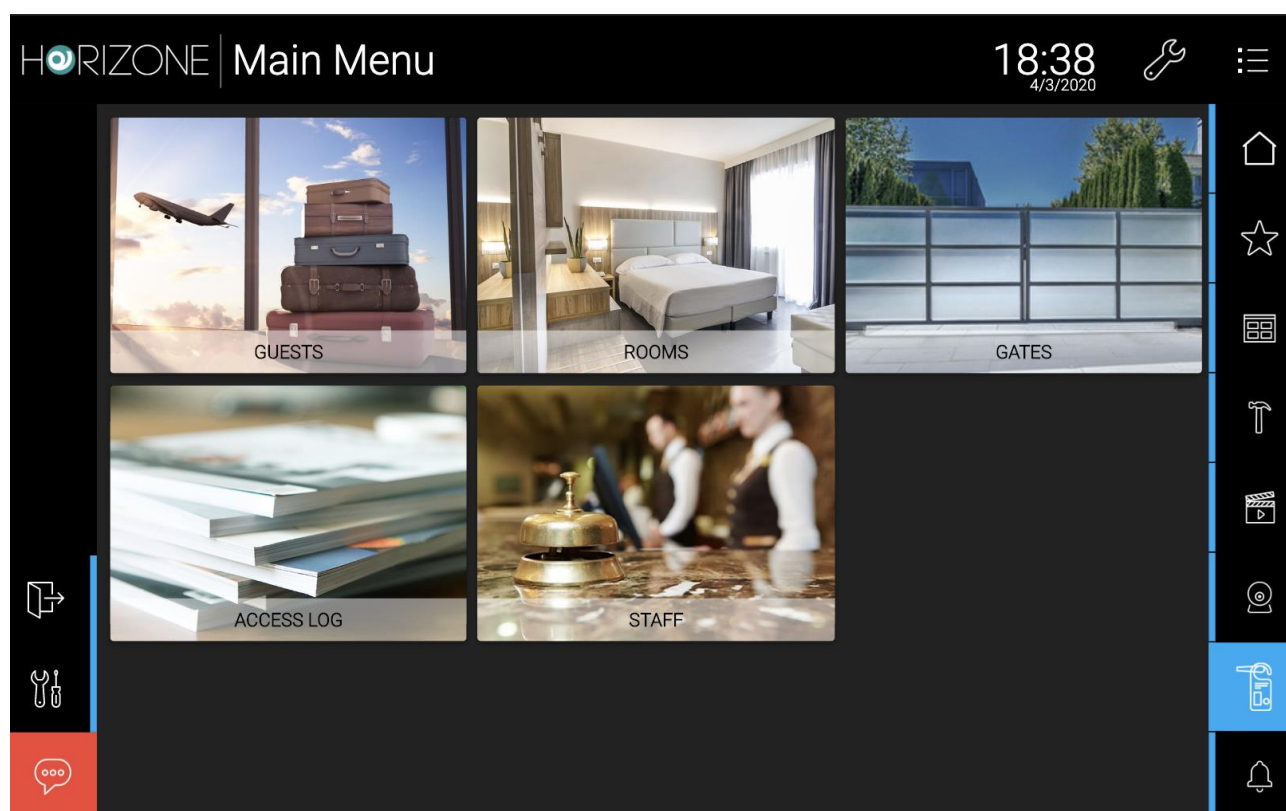 HORIZONE
Main Menu
18:38
4/3/2020
GUESTS
ROOMS
GATES
ACCESS LOG
STAFF